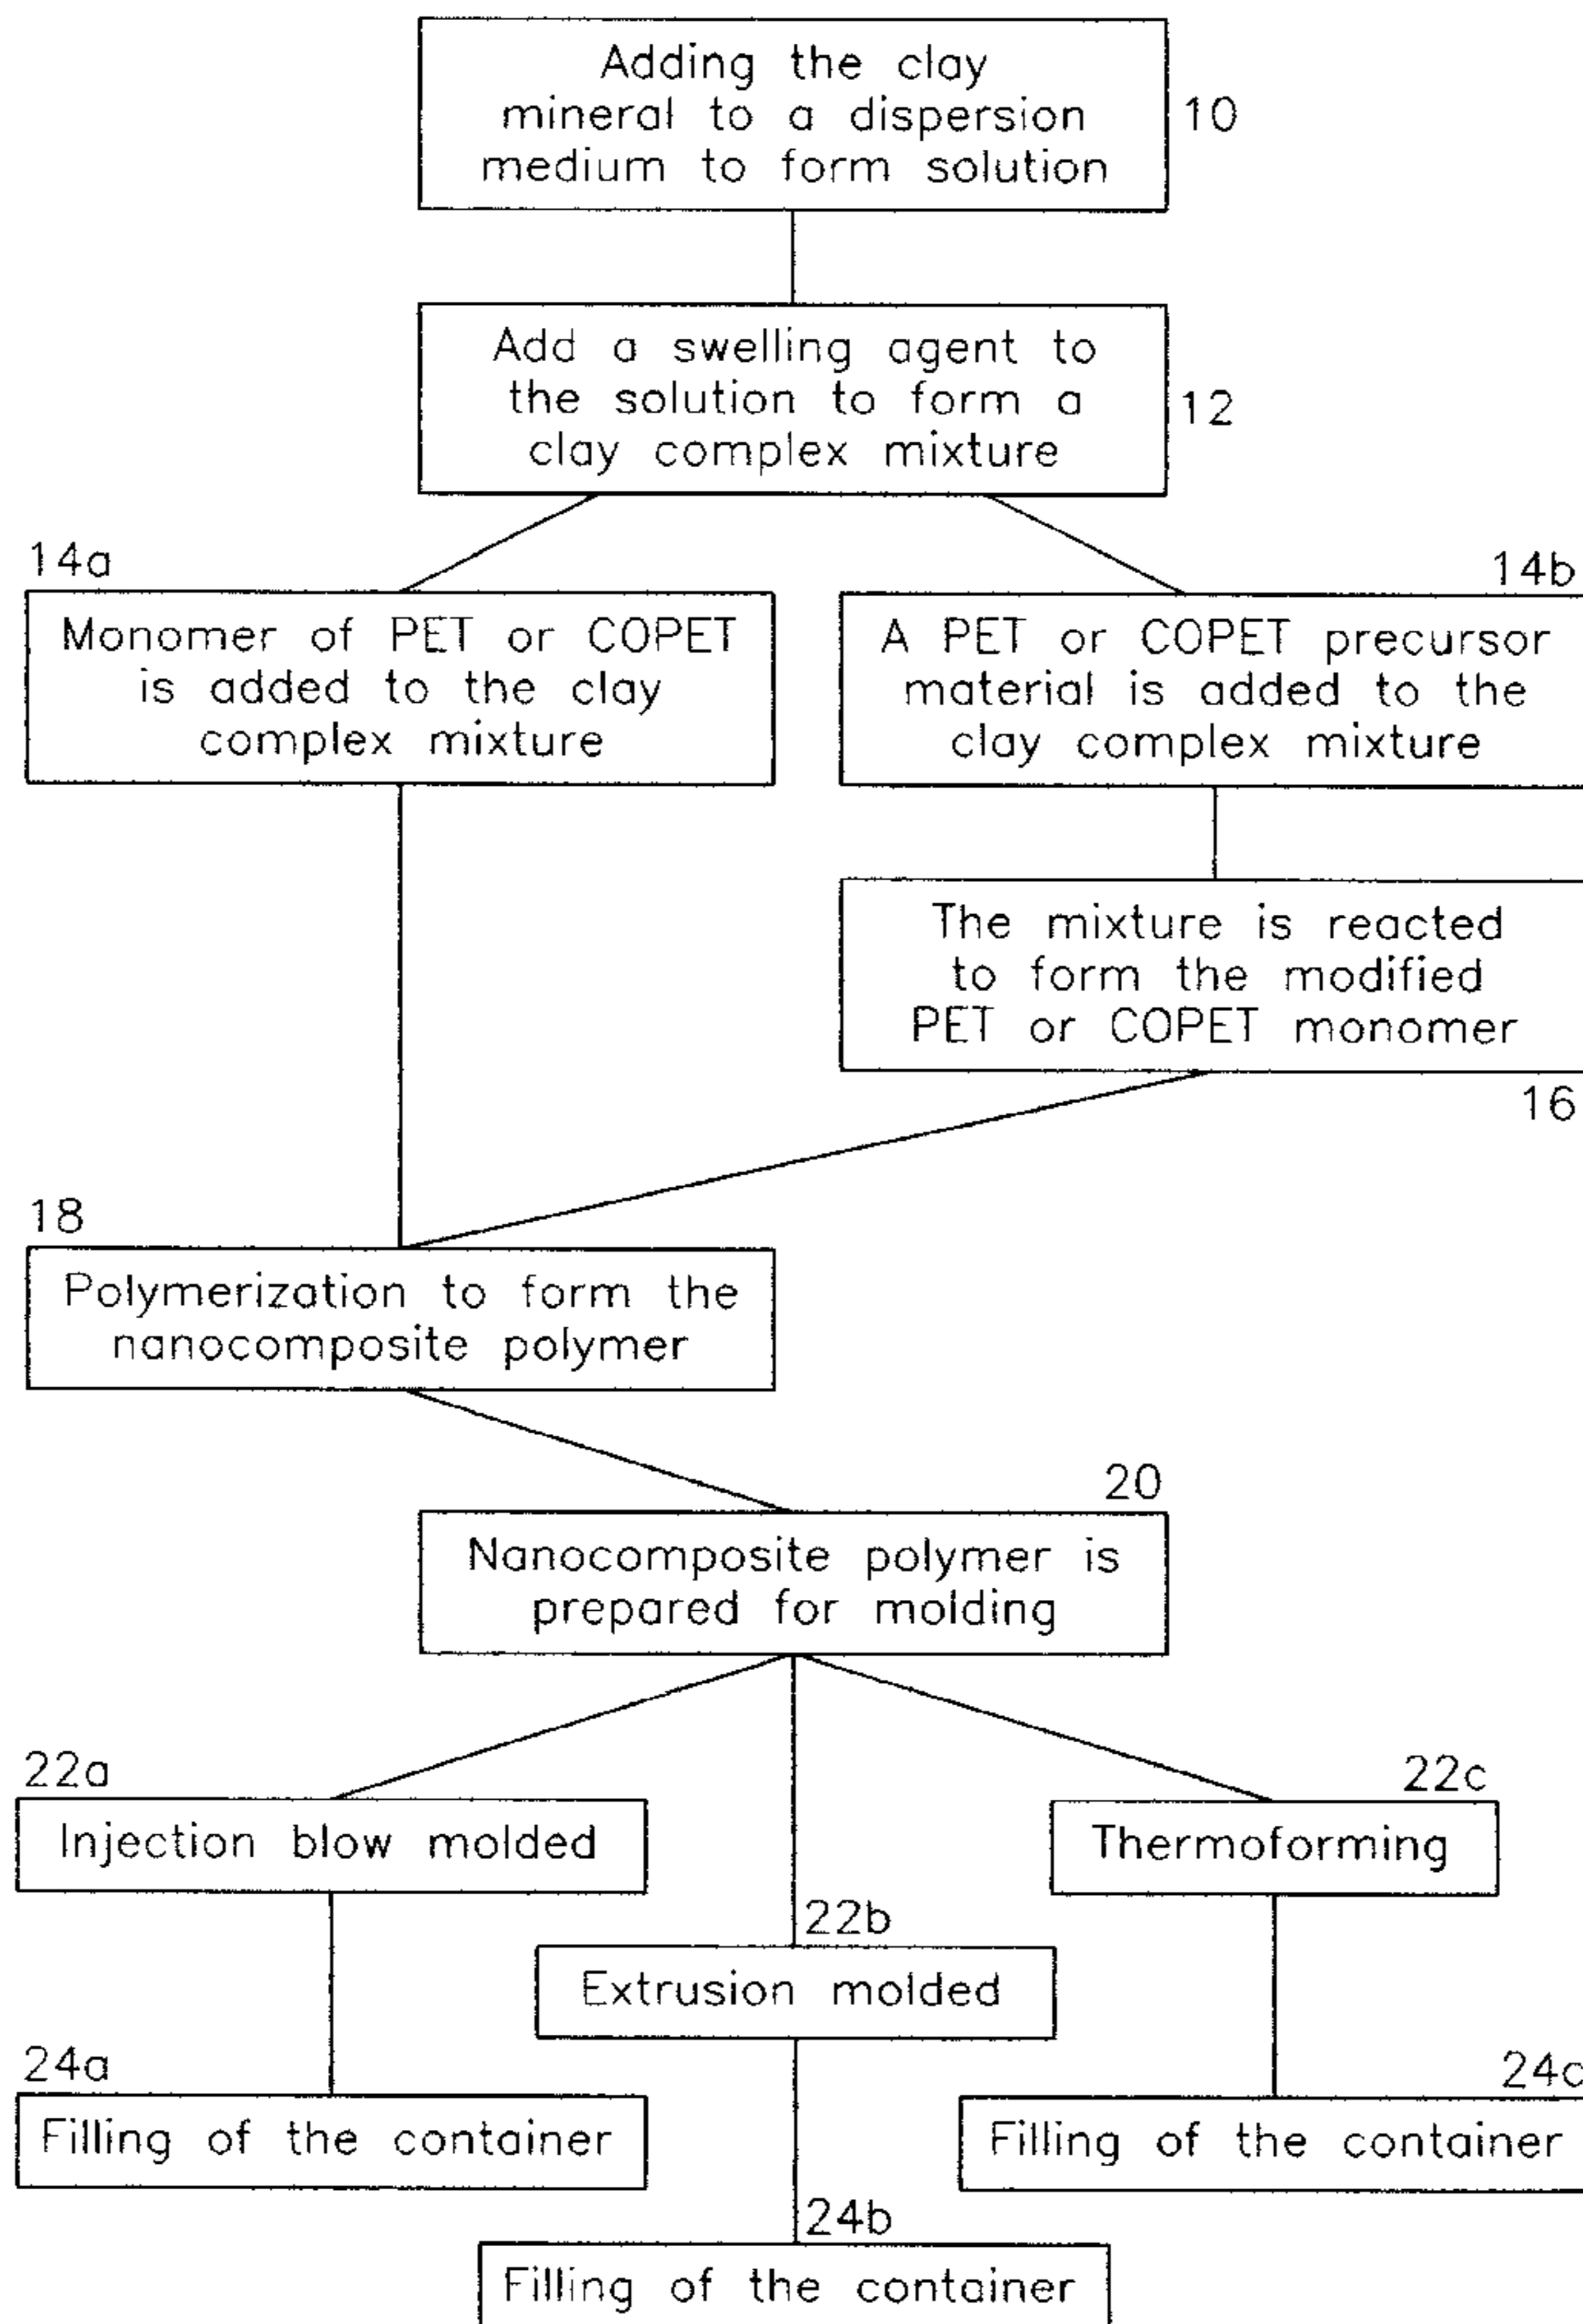 Adding the clay
mineral to a dispersion
medium to form solution
10
Add a swelling agent to
the solution to form a
clay complex mixture
12
14a
Monomer of PET or COPET
is added to the clay
complex mixture
14b
A PET or COPET precursor
material is added to the
clay complex mixture
The mixture is reacted
to form the modified
PET or COPET monomer
16
18
Polymerization to form the
nanocomposite polymer
20
Nanocomposite polymer is
prepared for molding
22a
Injection blow molded
22b
Extrusion molded
22c
Thermoforming
24a
Filling of the container
24b
Filling of the container
24c
Filling of the container